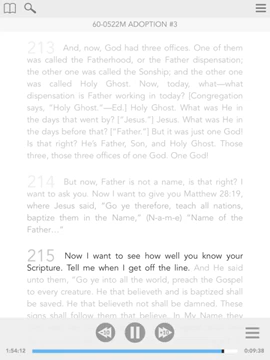 60-0522M ADOPTION #3
213 And, now, God had three offices. One of them
was called the Fatherhood, or the Father dispensation;
the other one was called the Sonship; and the other one
was called Holy Ghost. Now, today, what—what
dispensation is Father working in today? [Congregation
says, “Holy Ghost.”—Ed.] Holy Ghost. What was He in
the days that went by? [“Jesus.”] Jesus. What was He in
the days before that? [“Father.”] But it was just one God!
Is that right? He’s Father, Son, and Holy Ghost. Those
three, those three offices of one God. One God!
214 But now, Father is not a name, is that right? I
want to ask you. Now I want to give you Matthew 28:19,
where Jesus said, “Go ye therefore, teach all nations,
baptize them in the Name,” (N-a-m-e) “Name of the
Father…”
215 Now I want to see how well you know your
Scripture. Tell me when I get off the line. And He said
unto them, “Go ye into all the world, preach the Gospel
to every creature. He that believeth and is baptized shall
be saved. He that believeth not shall be damned. These
signs shall follow them that believe. In My Name they
1:54:12
0:09:38